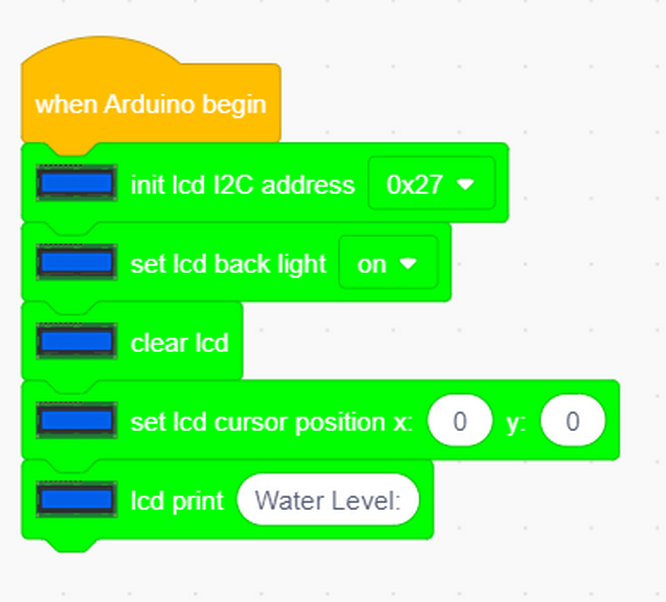 when Arduino begin
init lcd I2C address 0x27
set lcd back light on
clear lcd
set lcd cursor position x: 0 y: 0
lcd print Water Level: